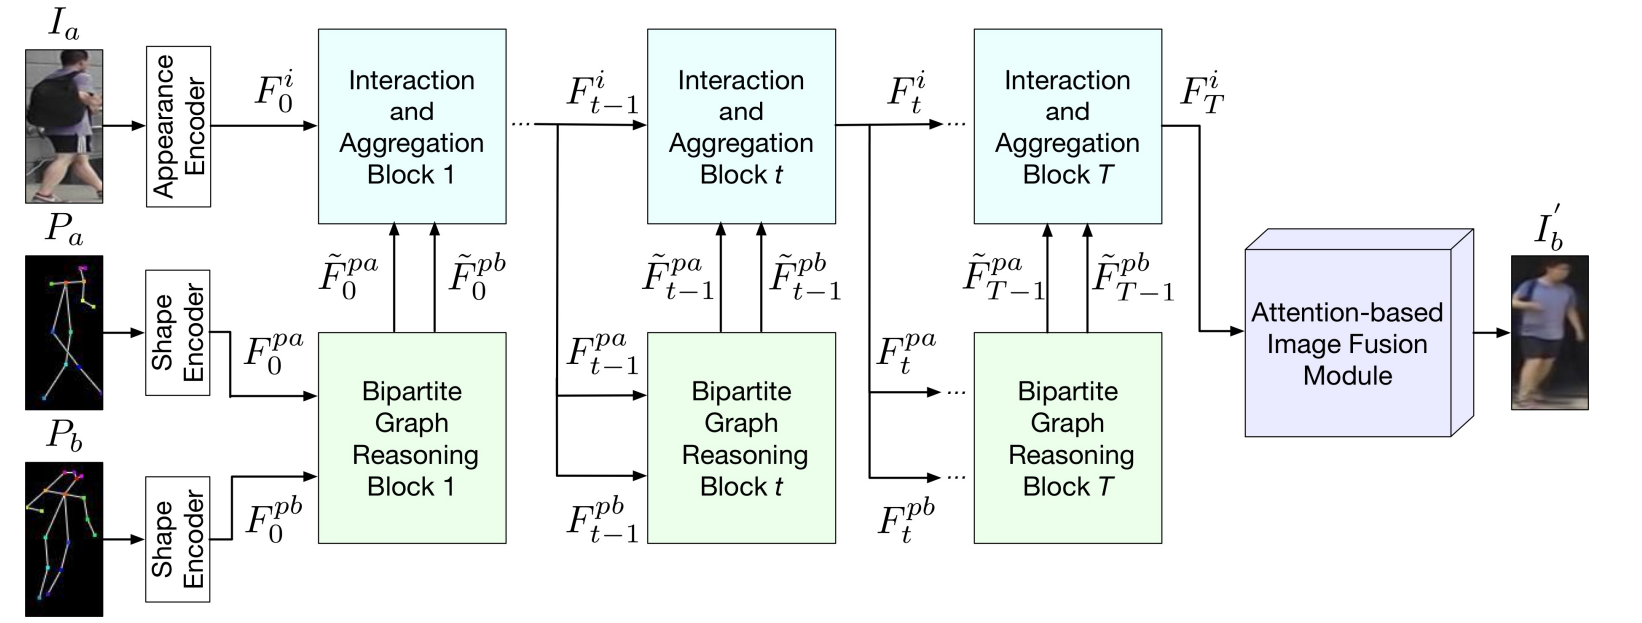 I_a
Appearance
Encoder
F_0^i
Interaction
and
Aggregation
Block 1
...
F_{t-1}^i
Interaction
and
Aggregation
Block t
F_t^i
...
Interaction
and
Aggregation
Block T
F_T^i
P_a
Shape
Encoder
F_0^{pa}
P_b
Shape
Encoder
F_0^{pb}
\tilde{F}_0^{pa}
\tilde{F}_0^{pb}
Bipartite
Graph
Reasoning
Block 1
F_{t-1}^{pa}
F_{t-1}^{pb}
\tilde{F}_{t-1}^{pa}
\tilde{F}_{t-1}^{pb}
Bipartite
Graph
Reasoning
Block t
F_t^{pa}
...
F_t^{pb}
...
\tilde{F}_{T-1}^{pa}
\tilde{F}_{T-1}^{pb}
Bipartite
Graph
Reasoning
Block T
Attention-based
Image Fusion
Module
I_b^'